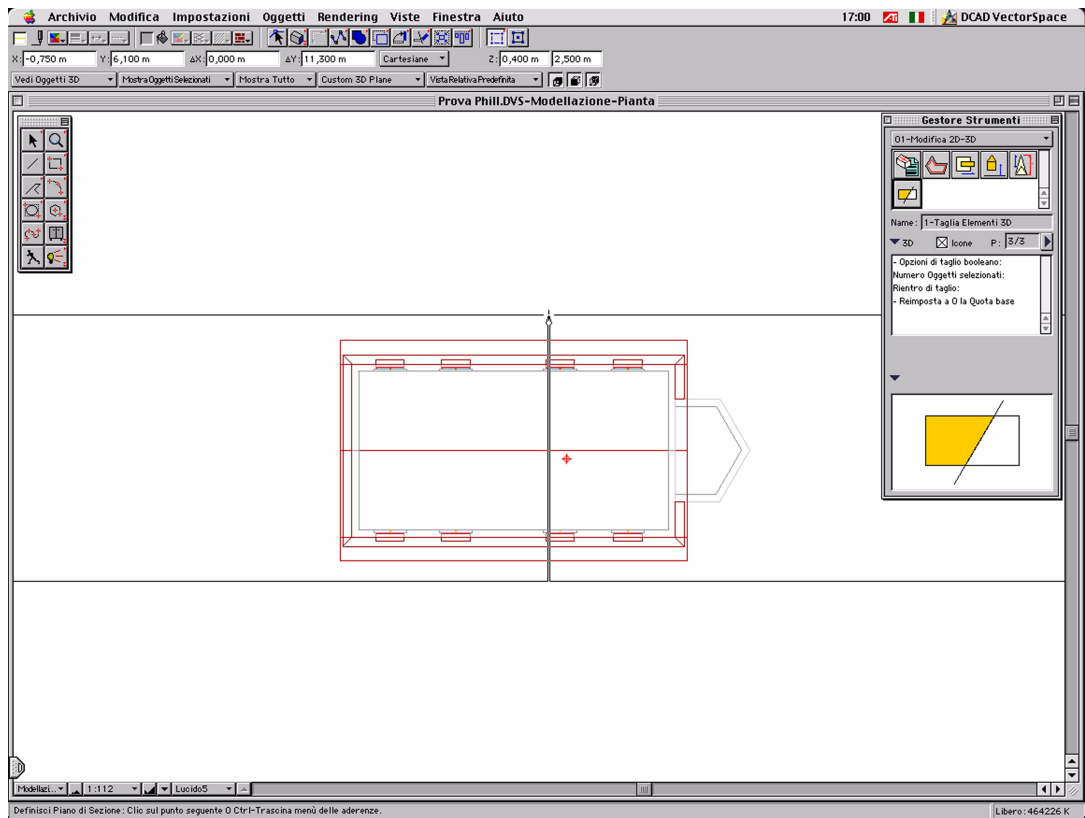 Archivio Modifica Impostazioni Oggetti Rendering Viste Finestra Aiuto 17:00 ATI DCAD VectorSpace
X: -0,750 m Y: 6,100 m ΔX: 0,000 m ΔY: 11,300 m Cartesiane Z: 0,400 m 2,500 m
Vedi Oggetti 3D Mostra Oggetti Selezionati Mostra Tutto Custom 3D Plane Vista Relativa Predefinita
Prova Phill.DVS-Modellazione-Pianta
Gestore Strumenti
01-Modifica 2D-3D
Name: 1-Taglia Elementi 3D
3D Icone P: 3/3
- Opzioni di taglio booleano:
Numero Oggetti selezionati:
Rientro di taglio:
- Reimposta a 0 la Quota base
Modellazi... 1:112 Lucido5
Definisci Piano di Sezione: Clic sul punto seguente O Ctrl-Trascina menù delle aderenze.
Libero: 464226 K